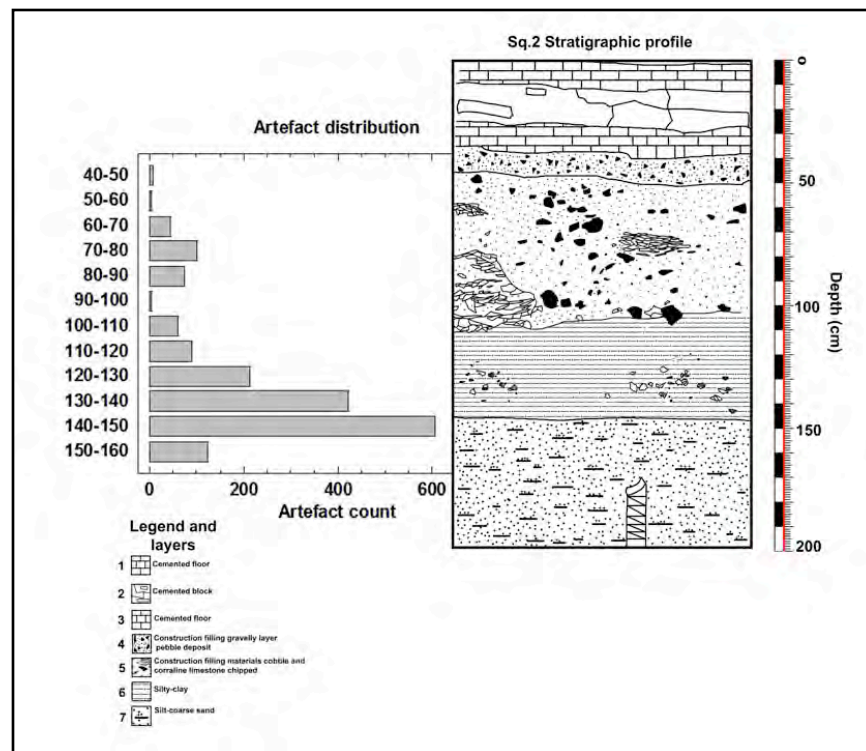 Sq.2 Stratigraphic profile
Artefact distribution
40-50
50-60
60-70
70-80
80-90
90-100
100-110
110-120
120-130
130-140
140-150
150-160
0 200 400 600
Artefact count
0
50
100
150
200
Depth (cm)
Legend and
layers
1 Cemented floor
2 Cemented block
3 Cemented floor
4 Construction filling gravelly layer
pebble deposit
5 Construction filling materials cobble and
corraline limestone chipped
6 Silty-clay
7 Silt-coarse sand